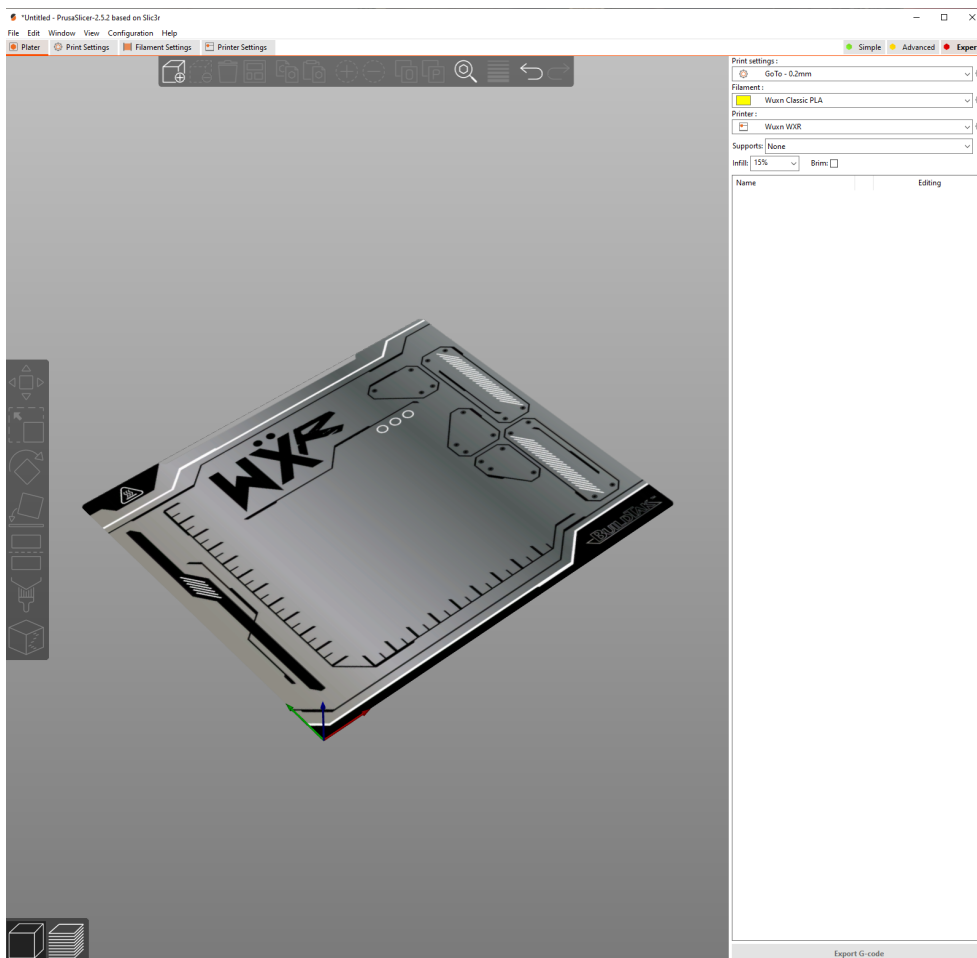 *Untitled - PrusaSlicer-2.5.2 based on Slic3r
File Edit Window View Configuration Help
Plater Print Settings Filament Settings Printer Settings Simple Advanced Exper
Print settings :
GoTo - 0.2mm
Filament :
Wuxn Classic PLA
Printer :
Wuxn WXR
Supports: None
Infill: 15% Brim:
Name Editing
WẌR
BUILDTAK™
Export G-code